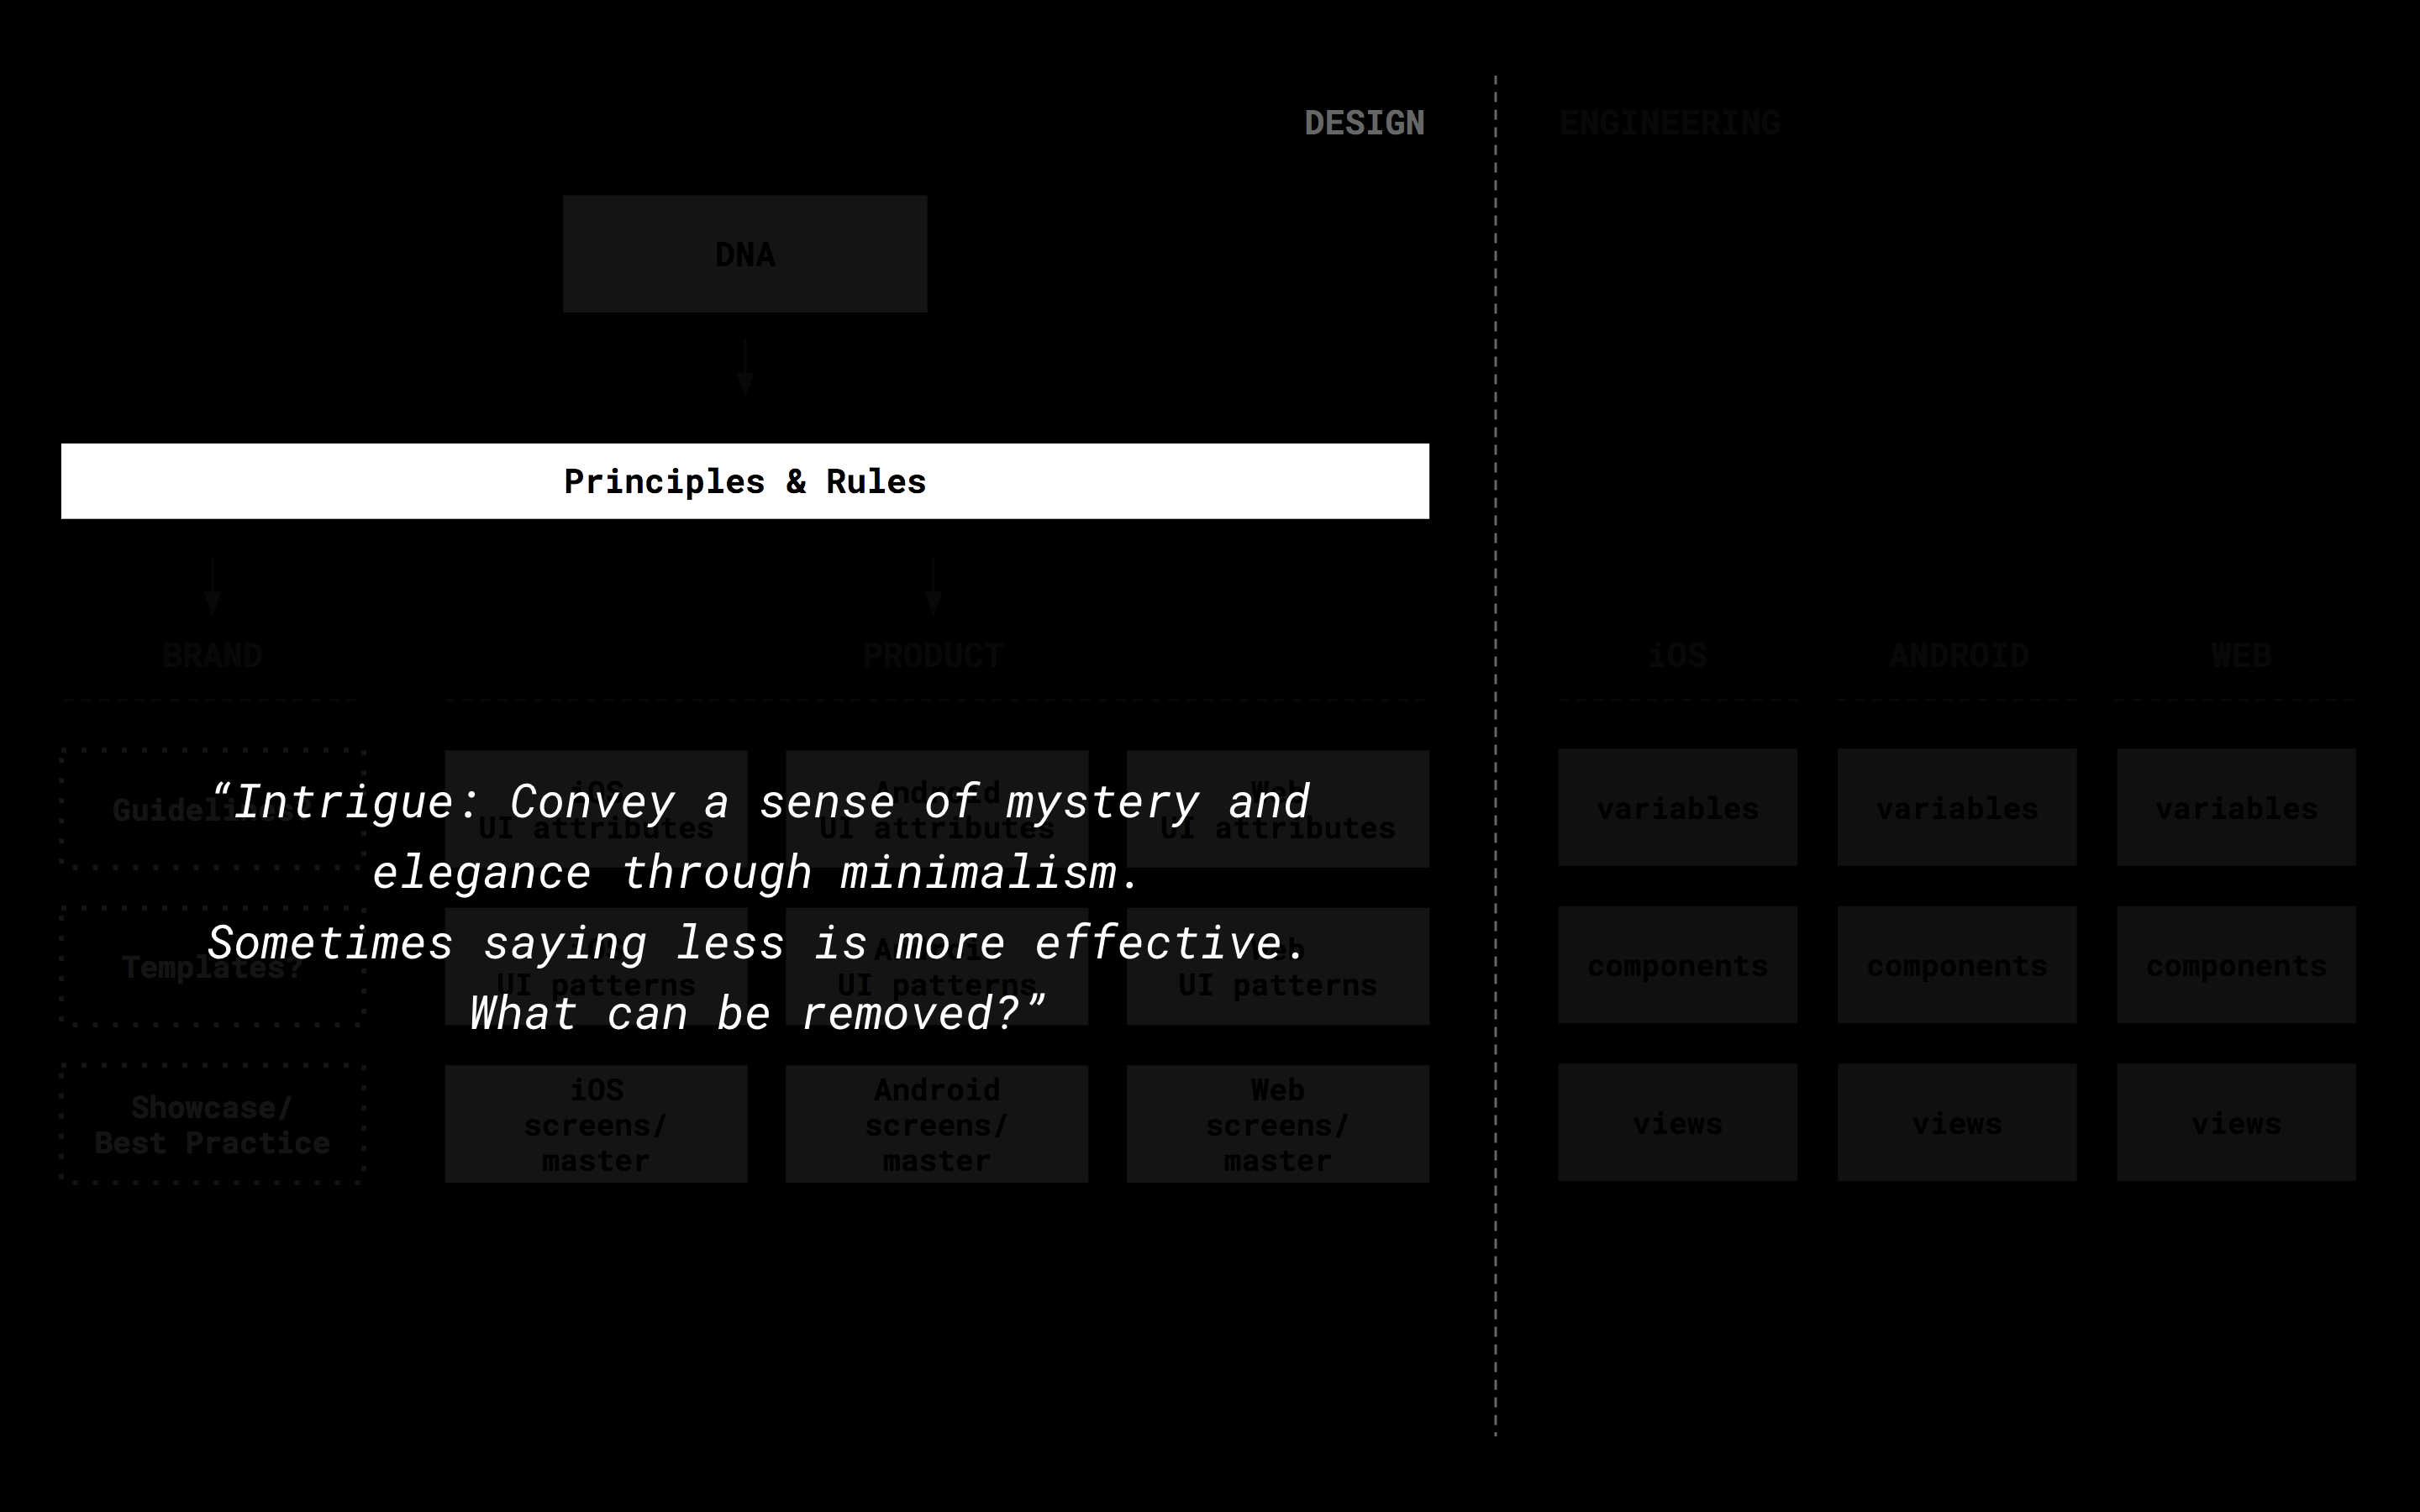 DESIGN
ENGINEERING
DNA
Principles & Rules
BRAND
PRODUCT
iOS
ANDROID
WEB
Guidelines?
iOS
UI attributes
Android
UI attributes
Web
UI attributes
variables
variables
variables
“Intrigue: Convey a sense of mystery and
elegance through minimalism.
Sometimes saying less is more effective.
What can be removed?”
Templates?
iOS
UI patterns
Android
UI patterns
Web
UI patterns
components
components
components
Showcase/
Best Practice
iOS
screens/
master
Android
screens/
master
Web
screens/
master
views
views
views